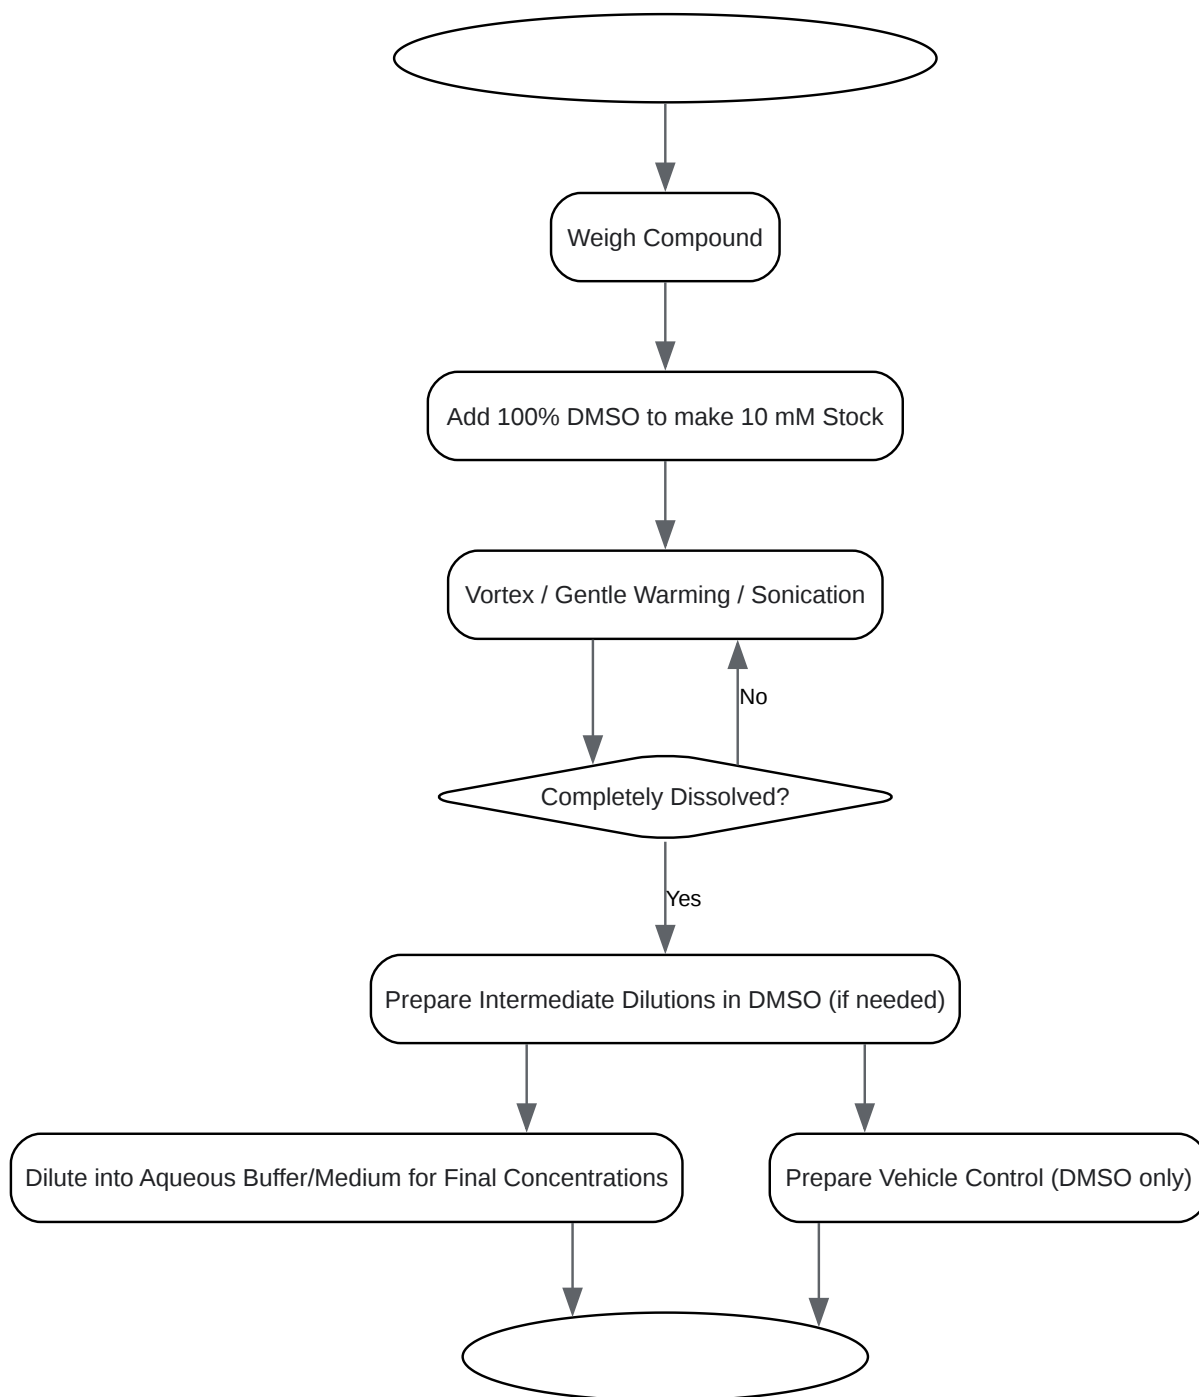 Weigh Compound
Add 100% DMSO to make 10 mM Stock
Vortex / Gentle Warming / Sonication
No
Completely Dissolved?
Yes
Prepare Intermediate Dilutions in DMSO (if needed)
Dilute into Aqueous Buffer/Medium for Final Concentrations
Prepare Vehicle Control (DMSO only)